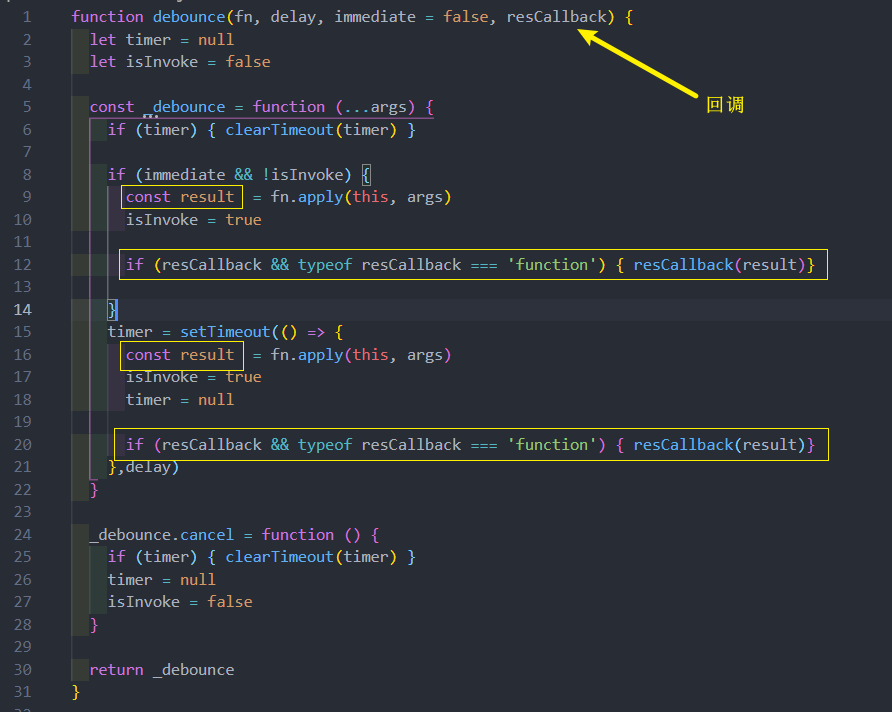 1 function debounce(fn, delay, immediate = false, resCallback) {
2 let timer = null
3 let isInvoke = false
回调
4
5 const _debounce = function (...args) {
6 if (timer) { clearTimeout(timer) }
7
8 if (immediate && !isInvoke) {
9 const result = fn.apply(this, args)
10 isInvoke = true
11
12 if (resCallback && typeof resCallback === 'function') { resCallback(result)}
13
14 }
15 timer = setTimeout(() => {
16 const result = fn.apply(this, args)
17 isInvoke = true
18 timer = null
19
20 if (resCallback && typeof resCallback === 'function') { resCallback(result)}
21 },delay)
22 }
23
24 _debounce.cancel = function () {
25 if (timer) { clearTimeout(timer) }
26 timer = null
27 isInvoke = false
28 }
29
30 return _debounce
31 }